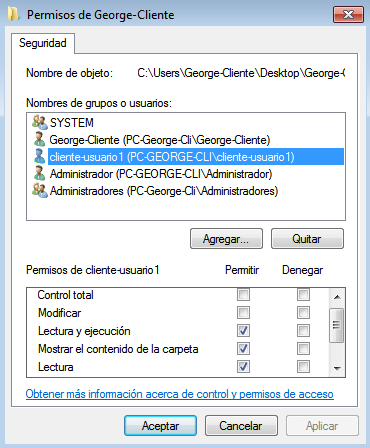 Permisos de George-Cliente
Seguridad
Nombre de objeto: C:\Users\George-Cliente\Desktop\George-C
Nombres de grupos o usuarios:
SYSTEM
George-Cliente (PC-George-Cli\George-Cliente)
cliente-usuario1 (PC-GEORGE-CLI\cliente-usuario1)
Administrador (PC-GEORGE-CLI\Administrador)
Administradores (PC-George-Cli\Administradores)
Agregar... Quitar
Permisos de cliente-usuario1 Permitir Denegar
Control total
Modificar
Lectura y ejecución
Mostrar el contenido de la carpeta
Lectura
Obtener más información acerca de control y permisos de acceso
Aceptar Cancelar Aplicar